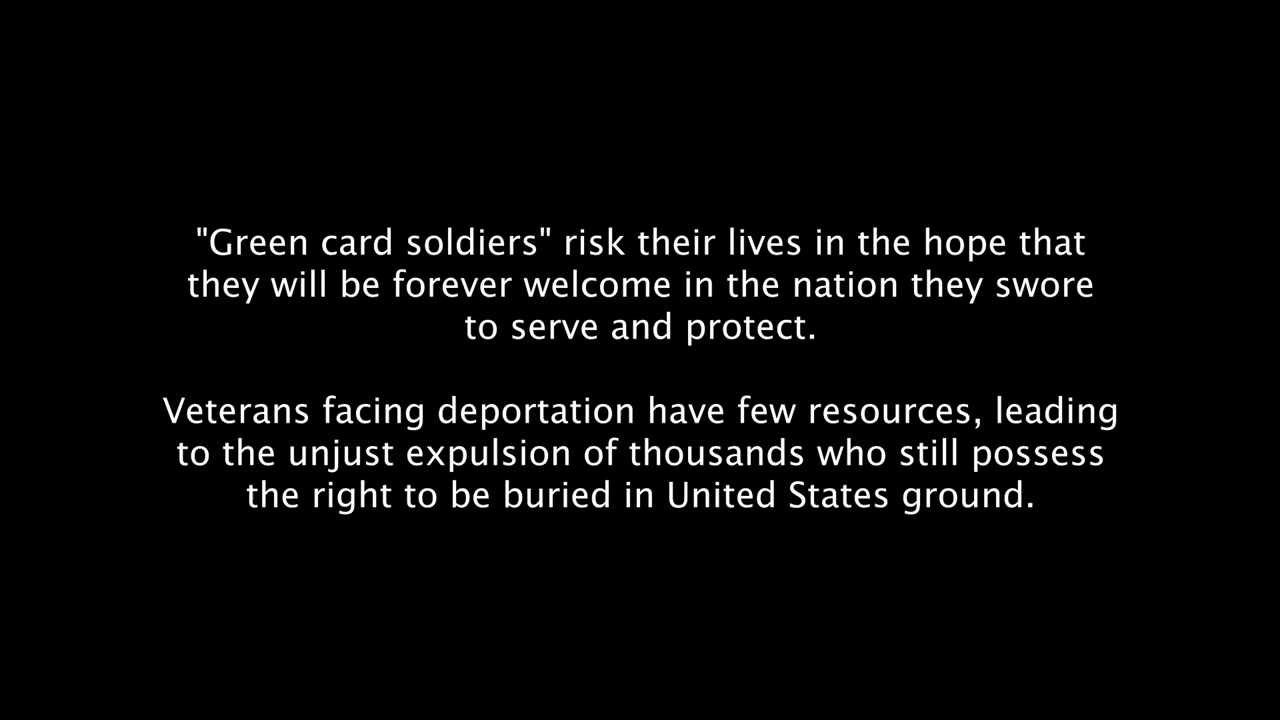 "Green card soldiers" risk their lives in the hope that
they will be forever welcome in the nation they swore
to serve and protect.
Veterans facing deportation have few resources, leading
to the unjust expulsion of thousands who still possess
the right to be buried in United States ground.